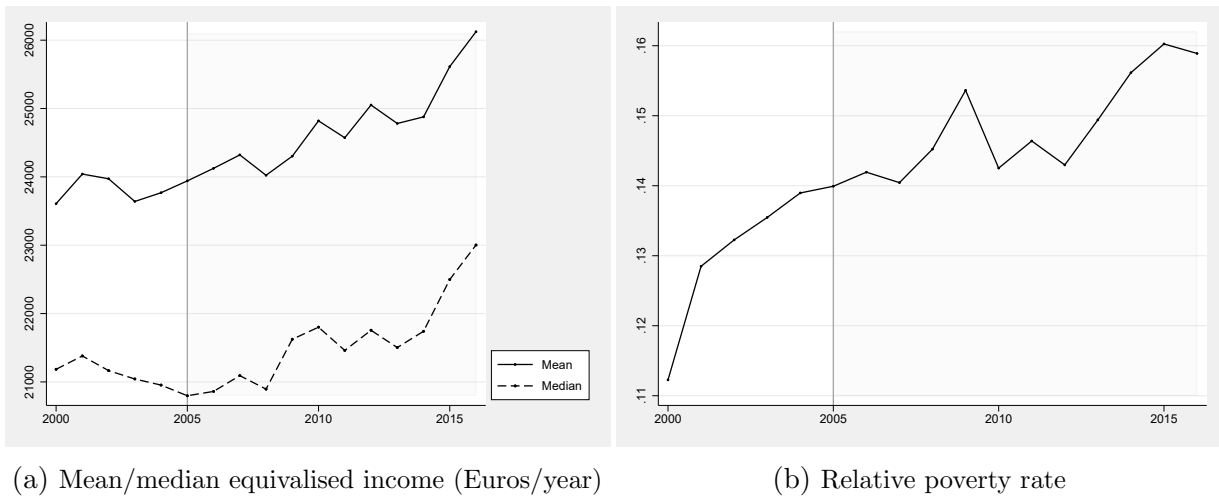 26000
25000
24000
23000
22000
21000
2000 2005 2010 2015
Mean
Median
.16
.15
.14
.13
.12
.11
2000 2005 2010 2015
(a) Mean/median equivalised income (Euros/year)
(b) Relative poverty rate